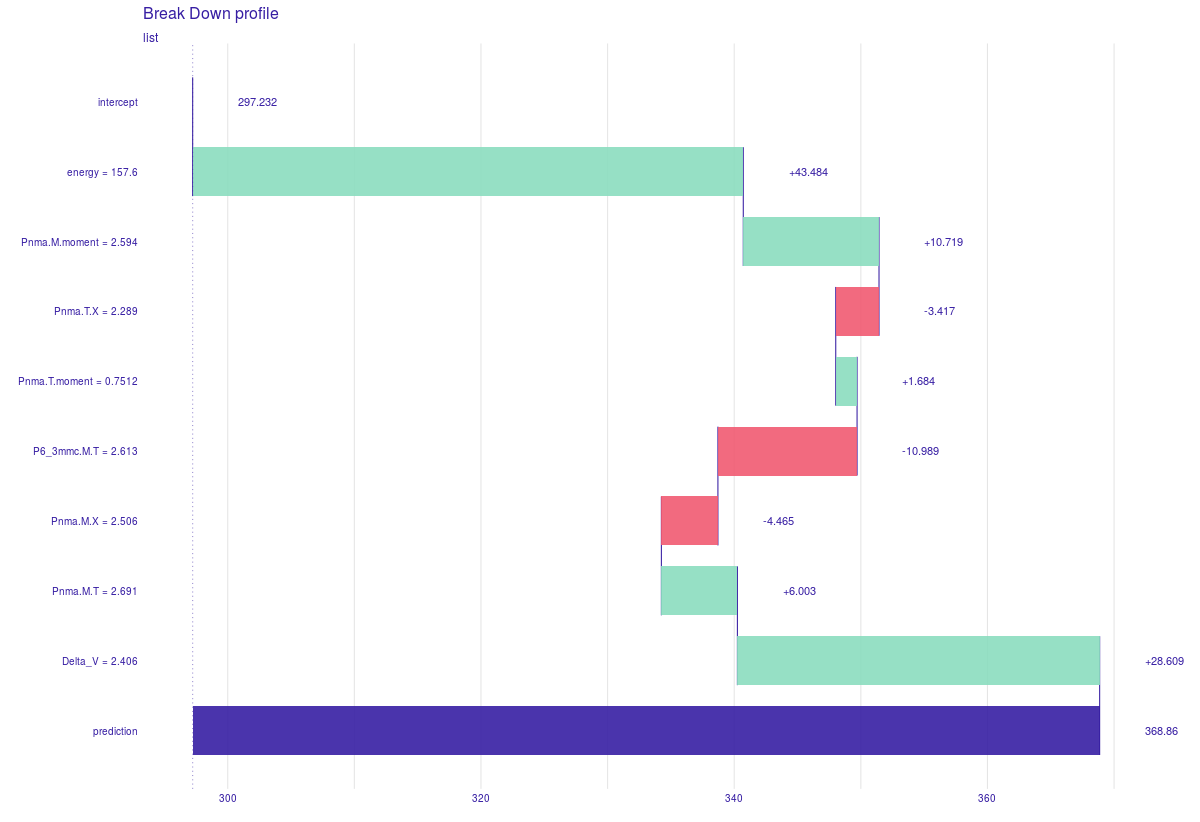 Break Down profile
list
intercept 297.232
energy = 157.6 +43.484
Pnma.M.moment = 2.594 +10.719
Pnma.T.X = 2.289 -3.417
Pnma.T.moment = 0.7512 +1.684
P6_3mmc.M.T = 2.613 -10.989
Pnma.M.X = 2.506 -4.465
Pnma.M.T = 2.691 +6.003
Delta_V = 2.406 +28.609
prediction 368.86
300 320 340 360